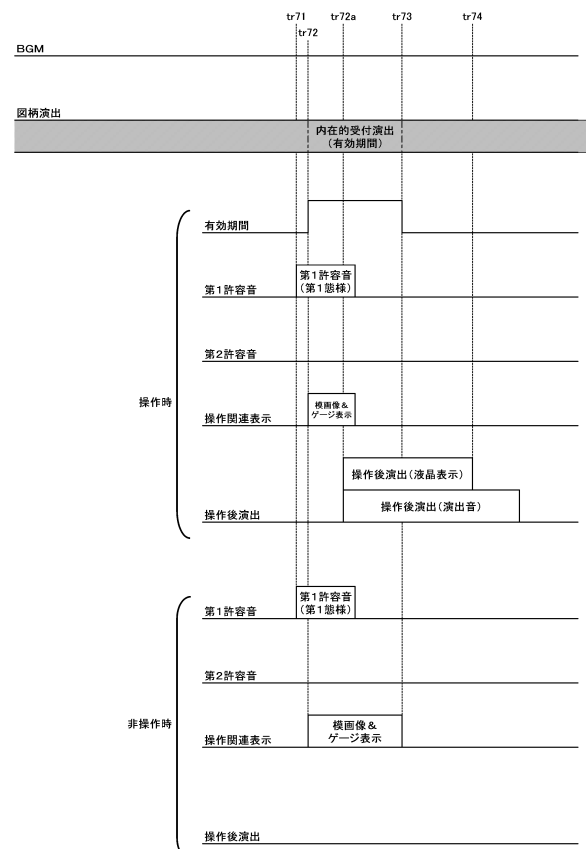 tr71
tr72
tr72a
tr73
tr74
BGM
図柄演出
内在的受付演出
(有効期間)
操作時
有効期間
第1許容音
第1許容音
(第1態様)
第2許容音
操作関連表示
模画像&
ゲージ表示
操作後演出
操作後演出(液晶表示)
操作後演出(演出音)
非操作時
第1許容音
第1許容音
(第1態様)
第2許容音
操作関連表示
模画像&
ゲージ表示
操作後演出